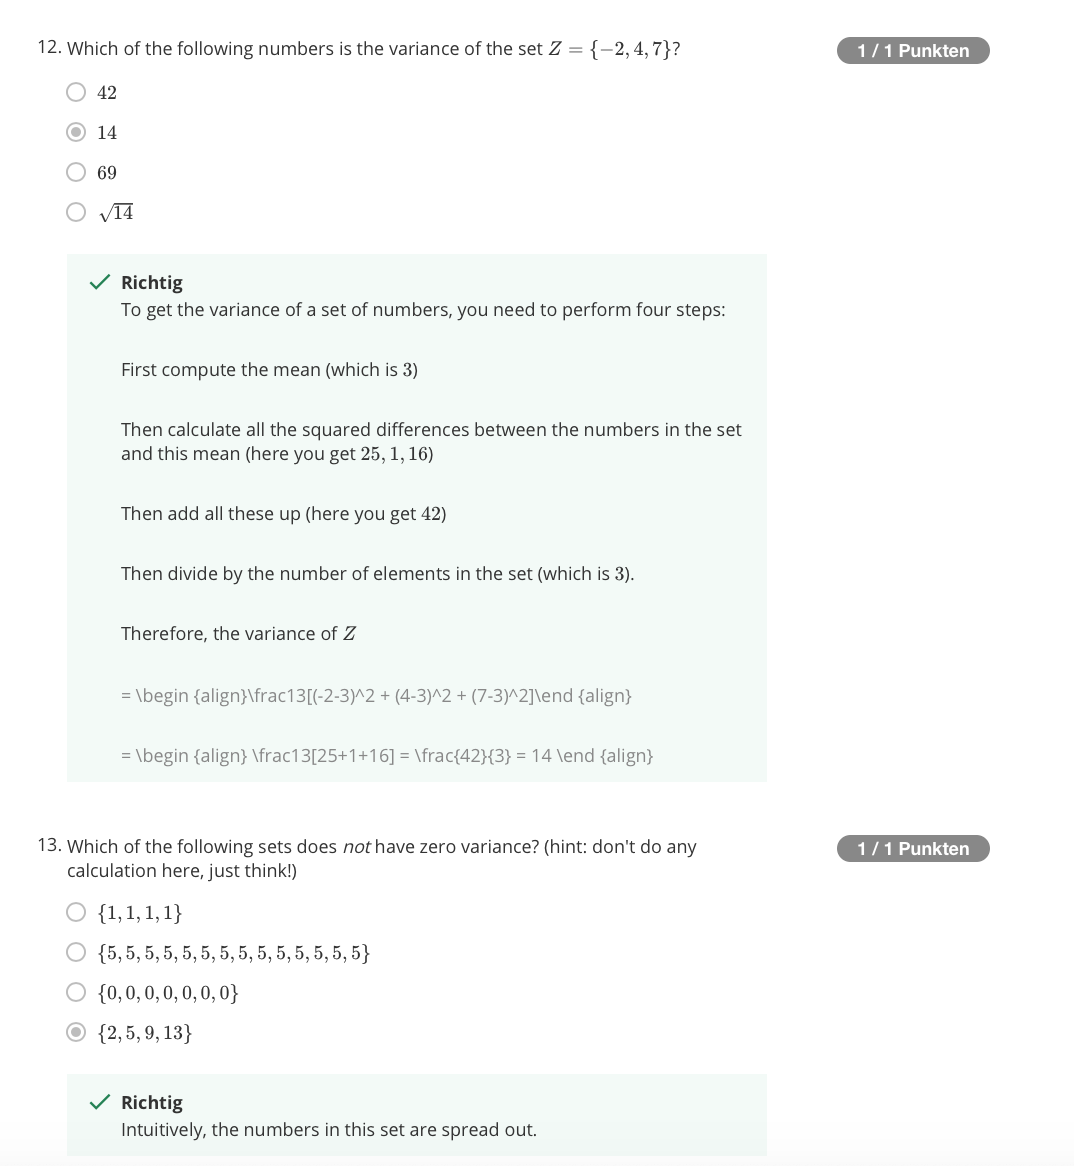 12. Which of the following numbers is the variance of the set Z = {−2, 4, 7}?
1 / 1 Punkten
42
14
69
√14
Richtig
To get the variance of a set of numbers, you need to perform four steps:
First compute the mean (which is 3)
Then calculate all the squared differences between the numbers in the set
and this mean (here you get 25, 1, 16)
Then add all these up (here you get 42)
Then divide by the number of elements in the set (which is 3).
Therefore, the variance of Z
= \begin {align}\frac13[(-2-3)^2 + (4-3)^2 + (7-3)^2]\end {align}
= \begin {align} \frac13[25+1+16] = \frac{42}{3} = 14 \end {align}
13. Which of the following sets does not have zero variance? (hint: don't do any
calculation here, just think!)
1 / 1 Punkten
{1, 1, 1, 1}
{5, 5, 5, 5, 5, 5, 5, 5, 5, 5, 5, 5, 5, 5}
{0, 0, 0, 0, 0, 0, 0}
{2, 5, 9, 13}
Richtig
Intuitively, the numbers in this set are spread out.